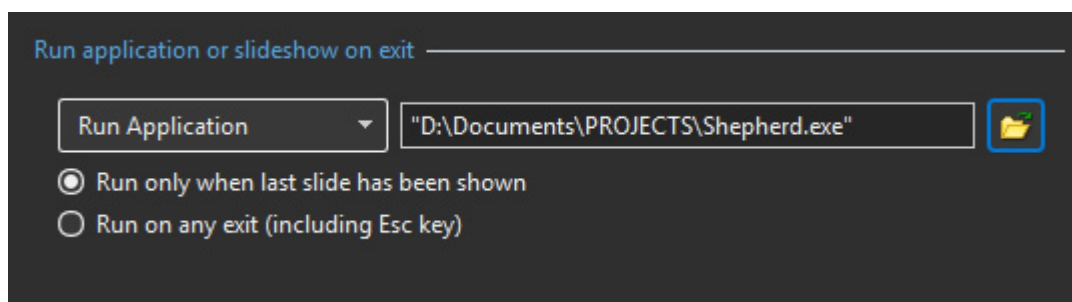 Run application or slideshow on exit
Run Application
"D:\Documents\PROJECTS\Shepherd.exe"
Run only when last slide has been shown
Run on any exit (including Esc key)